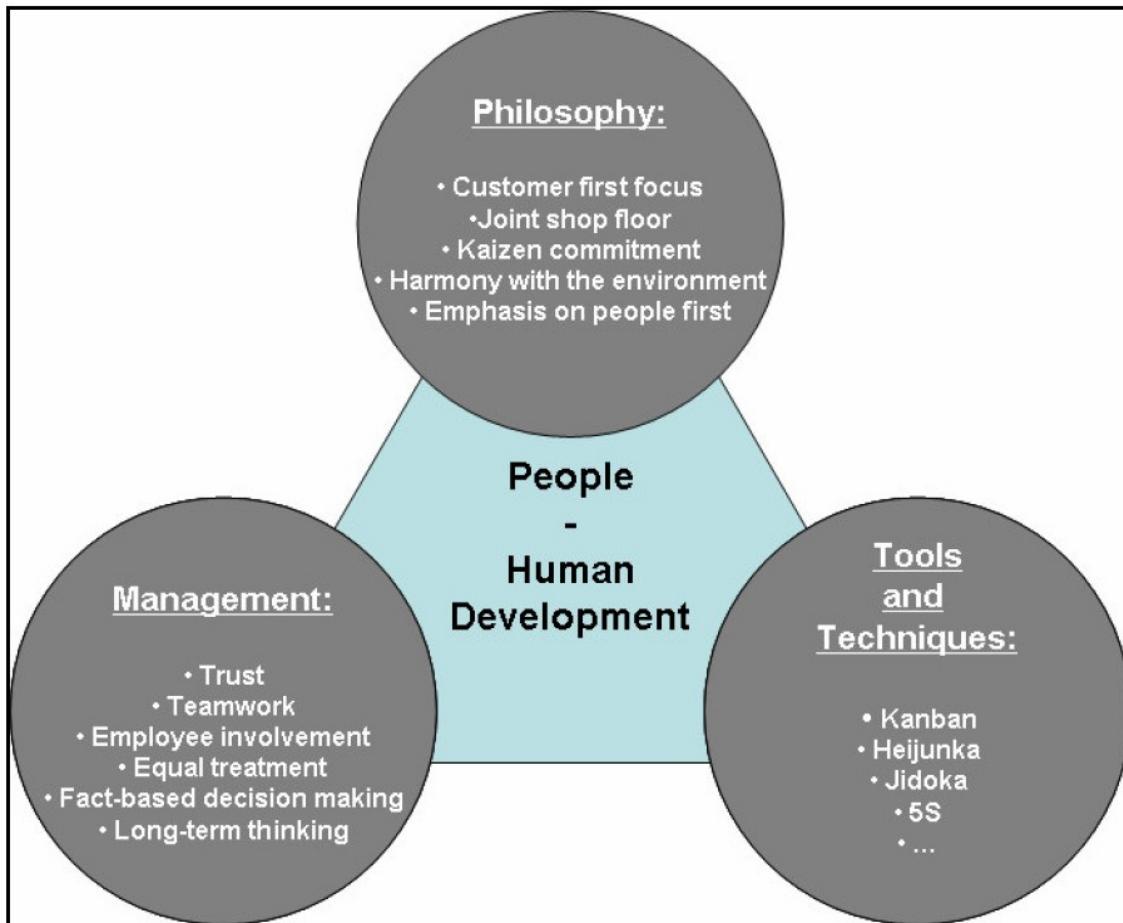 Philosophy:
• Customer first focus
•Joint shop floor
• Kaizen commitment
• Harmony with the environment
• Emphasis on people first
People
-
Human
Development
Management:
• Trust
• Teamwork
• Employee involvement
• Equal treatment
• Fact-based decision making
• Long-term thinking
Tools
and
Techniques:
• Kanban
• Heijunka
• Jidoka
• 5S
• ...